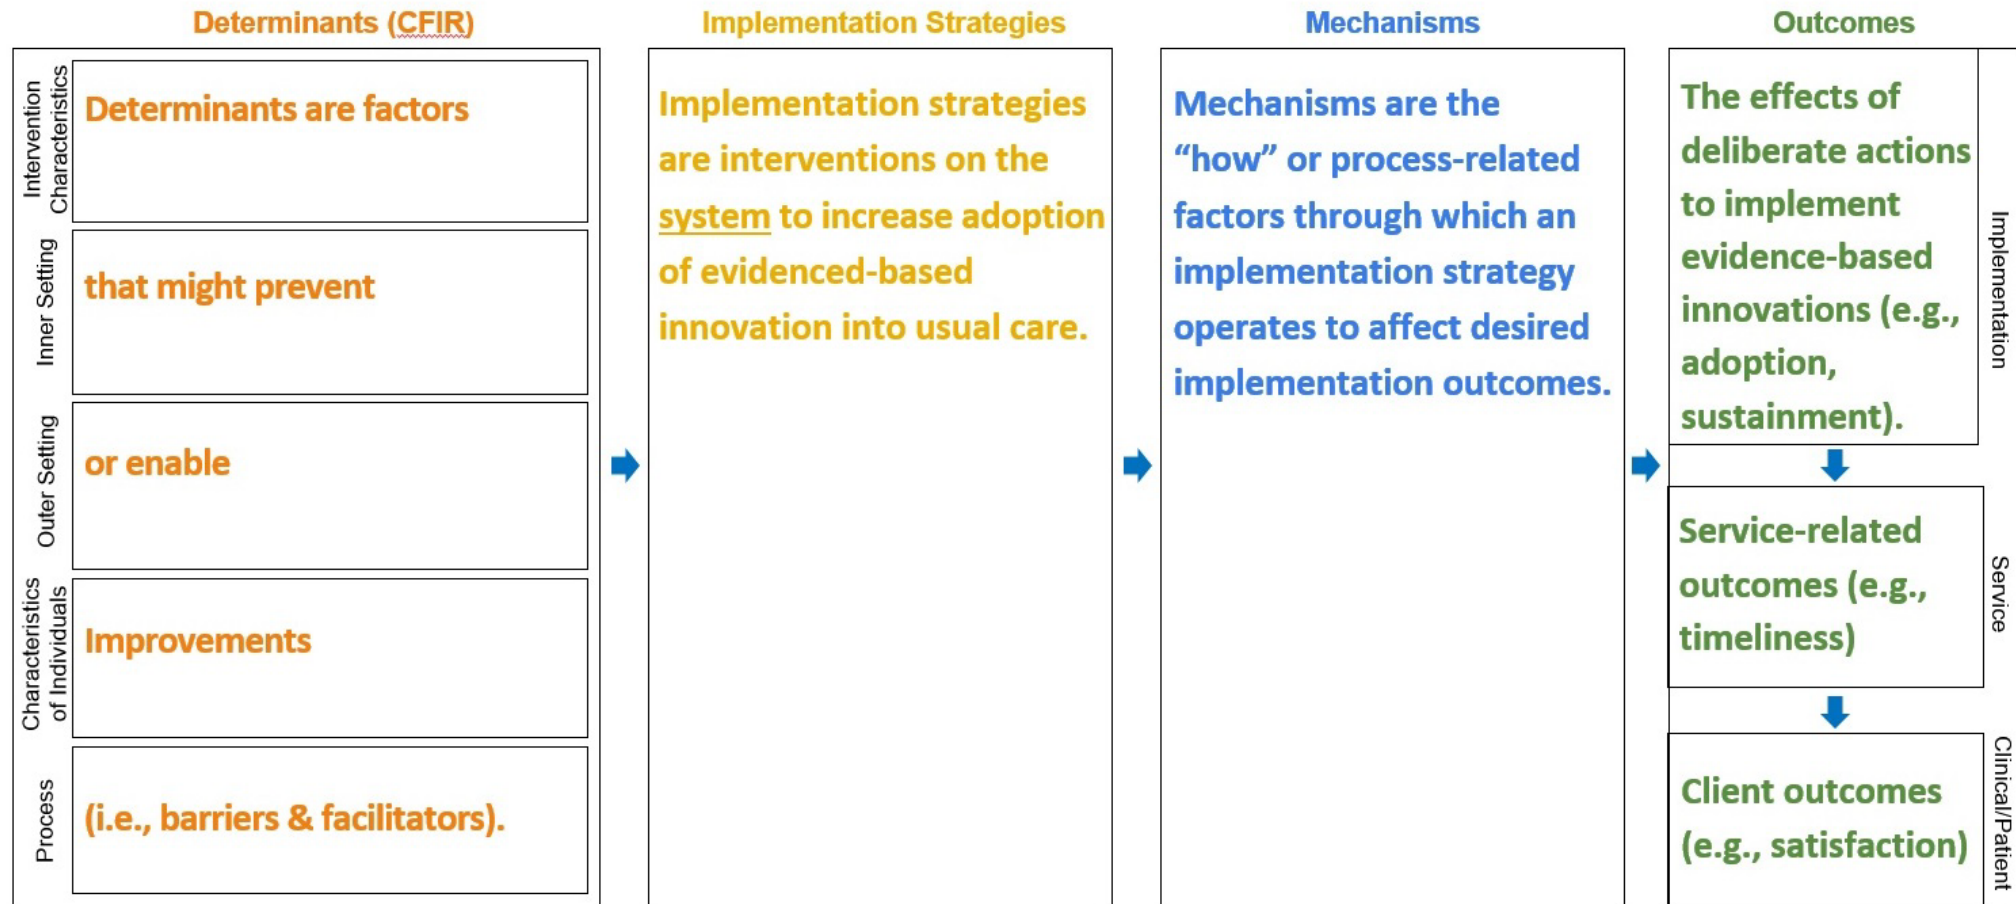 Determinants (CFIR)
Intervention
Characteristics
Determinants are factors
Inner Setting
that might prevent
Outer Setting
or enable
Characteristics
of Individuals
Improvements
Process
(i.e., barriers & facilitators).
Implementation Strategies
Implementation strategies
are interventions on the
system to increase adoption
of evidenced-based
innovation into usual care.
Mechanisms
Mechanisms are the
“how” or process-related
factors through which an
implementation strategy
operates to affect desired
implementation outcomes.
Outcomes
The effects of
deliberate actions
to implement
evidence-based
innovations (e.g.,
adoption,
sustainment).
Implementation
Service-related
outcomes (e.g.,
timeliness)
Service
Client outcomes
(e.g., satisfaction)
Clinical/Patient